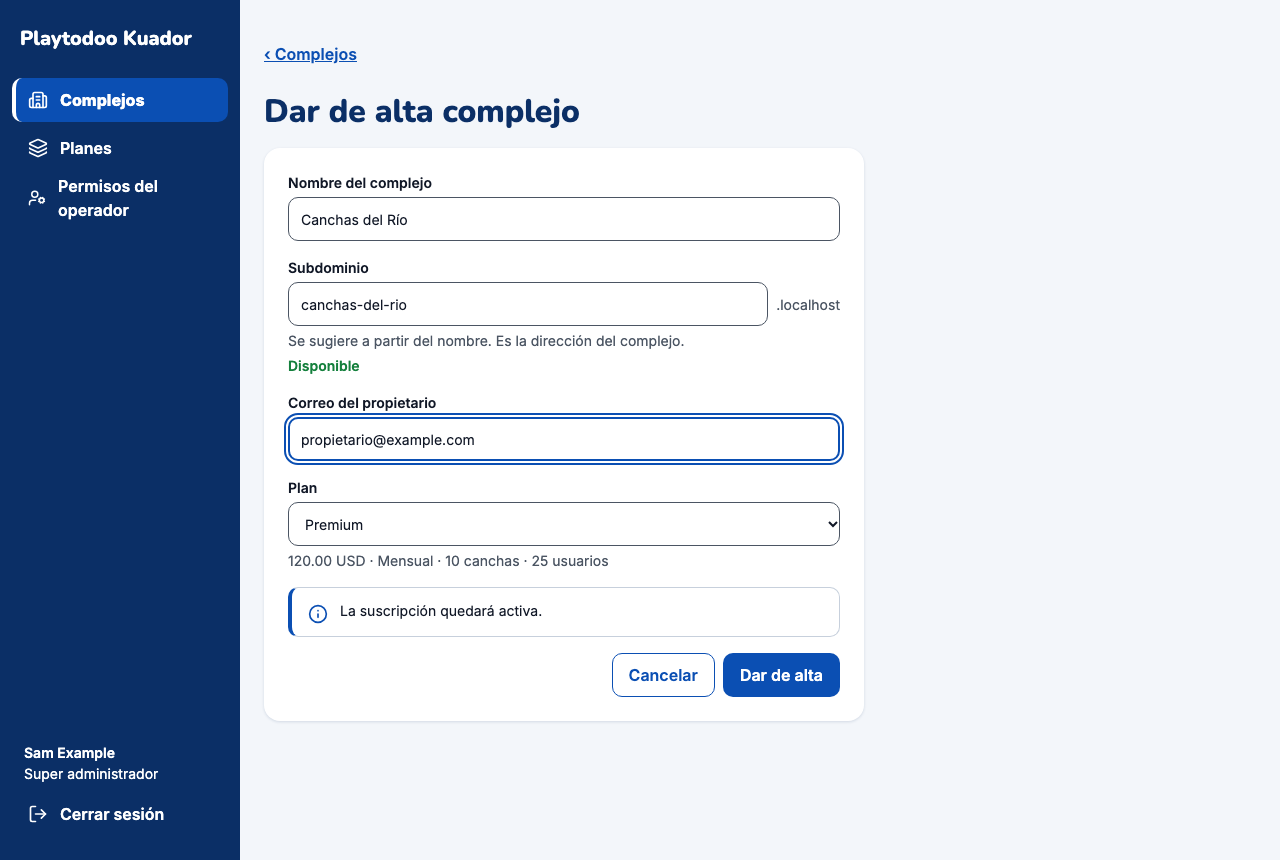 Playtodoo Kuador
Complejos
Planes
Permisos del
operador
Sam Example
Super administrador
Cerrar sesión
‹ Complejos
Dar de alta complejo
Nombre del complejo
Canchas del Río
Subdominio
canchas-del-rio .localhost
Se sugiere a partir del nombre. Es la dirección del complejo.
Disponible
Correo del propietario
propietario@example.com
Plan
Premium
120.00 USD · Mensual · 10 canchas · 25 usuarios
La suscripción quedará activa.
Cancelar Dar de alta